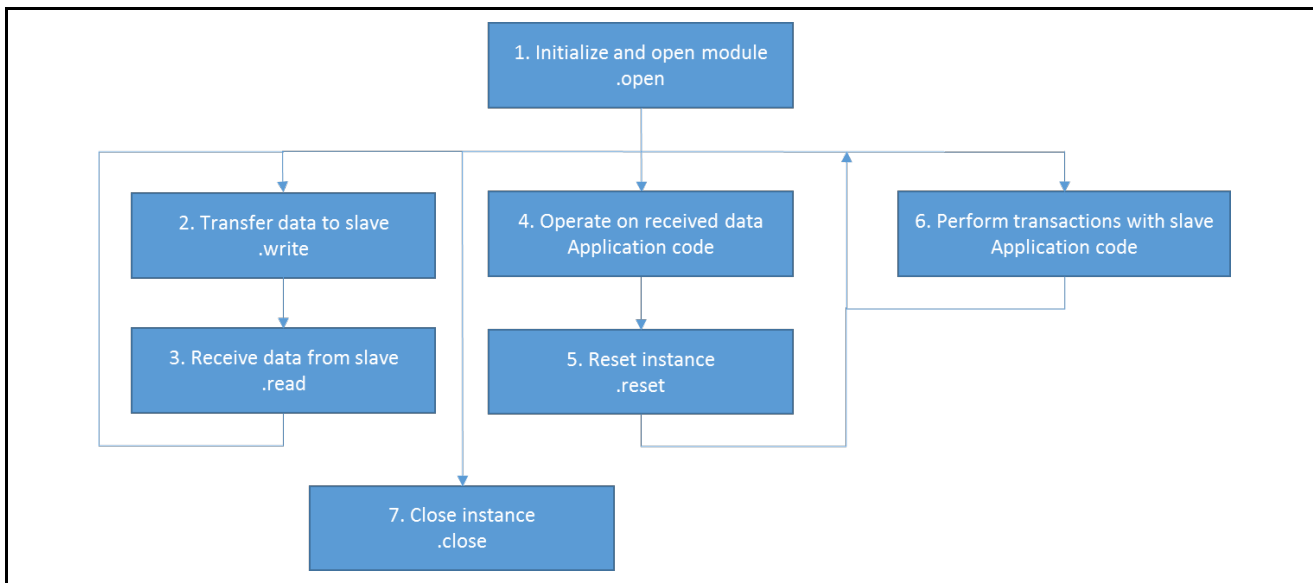 1. Initialize and open module
.open
2. Transfer data to slave
.write
3. Receive data from slave
.read
4. Operate on received data
Application code
5. Reset instance
.reset
6. Perform transactions with slave
Application code
7. Close instance
.close